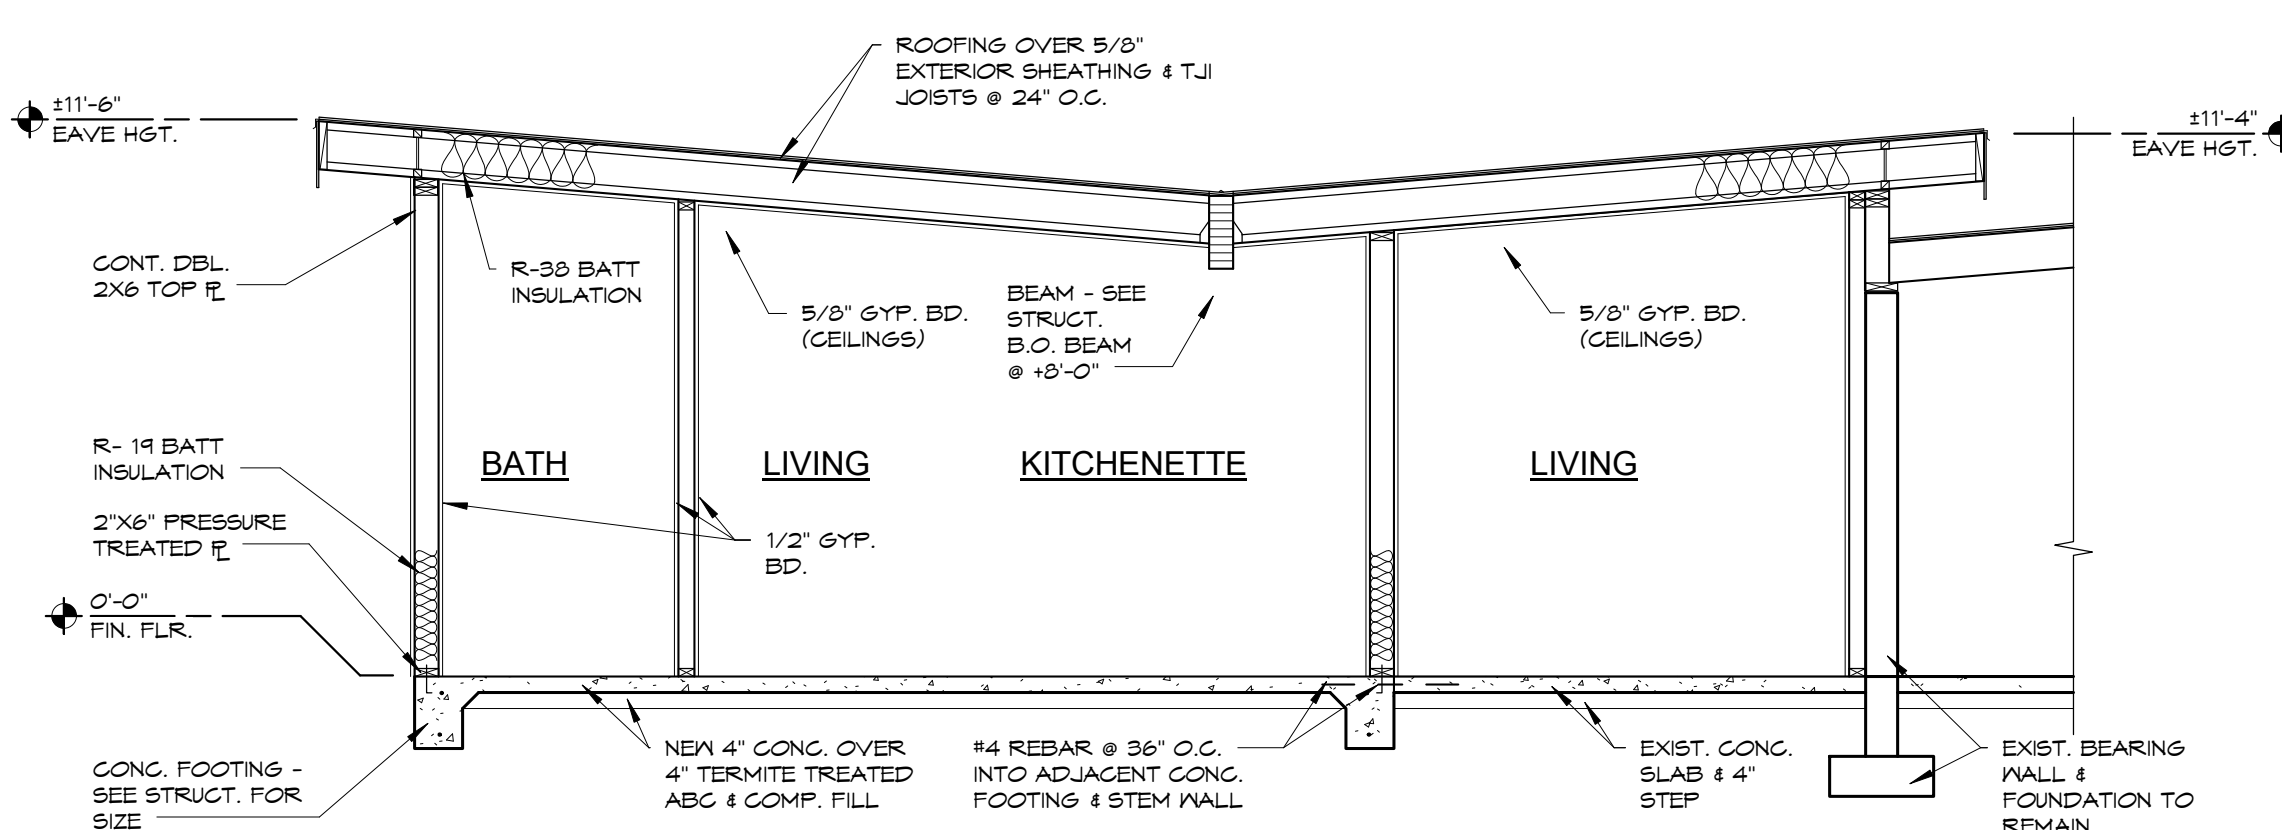 ROOFING OVER 5/8"
EXTERIOR SHEATHING & TJI
JOISTS @ 24" O.C.
±11'-6"
EAVE HGT.
±11'-4"
EAVE HGT.
CONT. DBL.
2X6 TOP PL
R-38 BATT
INSULATION
5/8" GYP. BD.
(CEILINGS)
BEAM - SEE
STRUCT.
B.O. BEAM
@ +8'-0"
5/8" GYP. BD.
(CEILINGS)
R- 19 BATT
INSULATION
BATH
LIVING
KITCHENETTE
LIVING
2"X6" PRESSURE
TREATED PL
1/2" GYP.
BD.
0'-0"
FIN. FLR.
CONC. FOOTING -
SEE STRUCT. FOR
SIZE
NEW 4" CONC. OVER
4" TERMITE TREATED
ABC & COMP. FILL
#4 REBAR @ 36" O.C.
INTO ADJACENT CONC.
FOOTING & STEM WALL
EXIST. CONC.
SLAB & 4"
STEP
EXIST. BEARING
WALL &
FOUNDATION TO
REMAIN